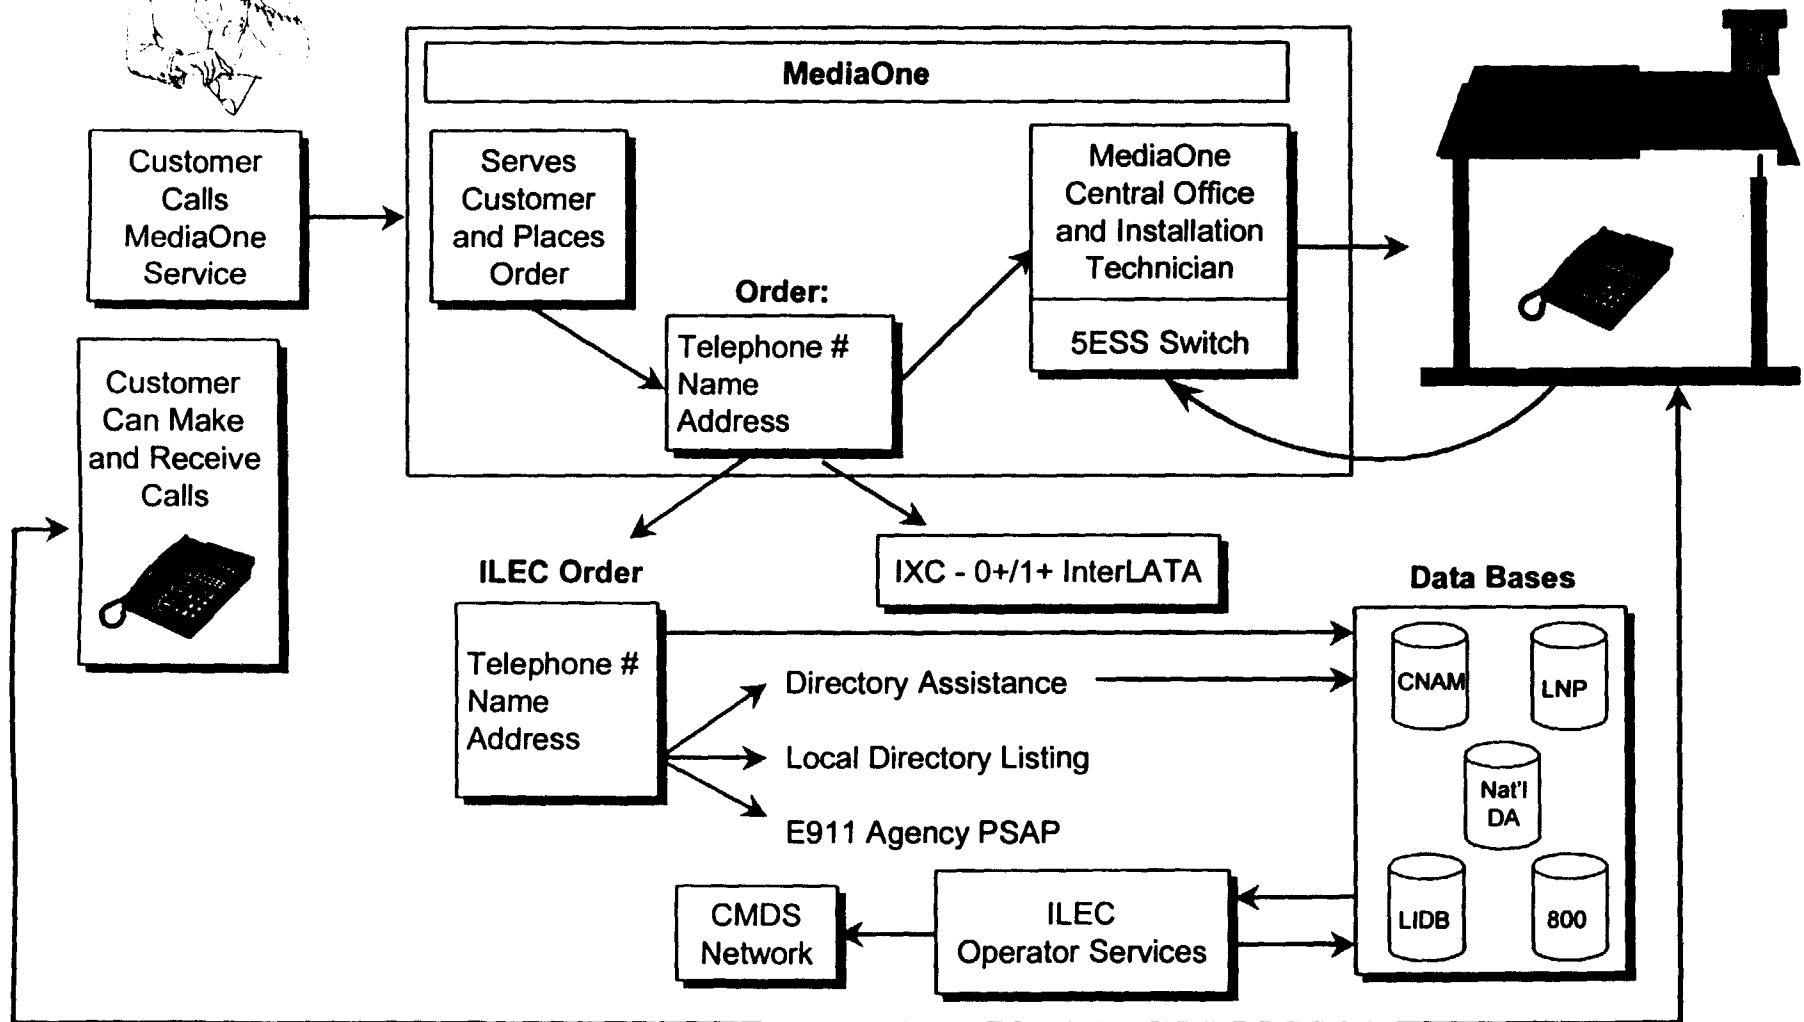 MediaOne
Customer
Calls
MediaOne
Service
Serves
Customer
and Places
Order
Order:
Telephone #
Name
Address
MediaOne
Central Office
and Installation
Technician
5ESS Switch
Customer
Can Make
and Receive
Calls
ILEC Order
Telephone #
Name
Address
IXC - 0+/1+ InterLATA
Directory Assistance
Local Directory Listing
E911 Agency PSAP
Data Bases
CNAM
LNP
Nat'l
DA
LIDB
800
ILEC
Operator Services
CMDS
Network